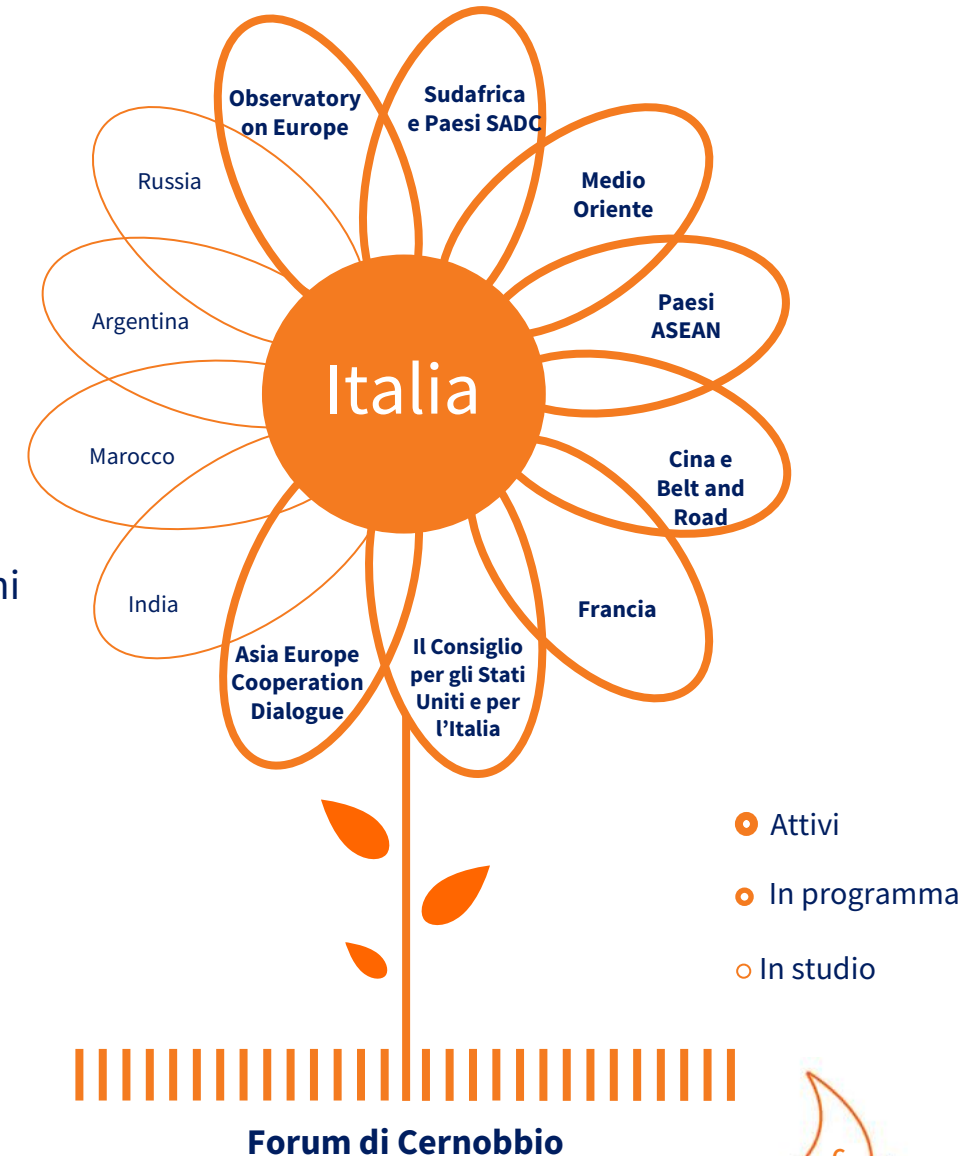 Observatory
on Europe
Sudafrica
e Paesi SADC
Medio
Oriente
Paesi
ASEAN
Cina e
Belt and
Road
Francia
Il Consiglio
per gli Stati
Uniti e per
l'Italia
Asia Europe
Cooperation
Dialogue
India
Marocco
Argentina
Russia
Italia
Attivi
In programma
In studio
Forum di Cernobbio